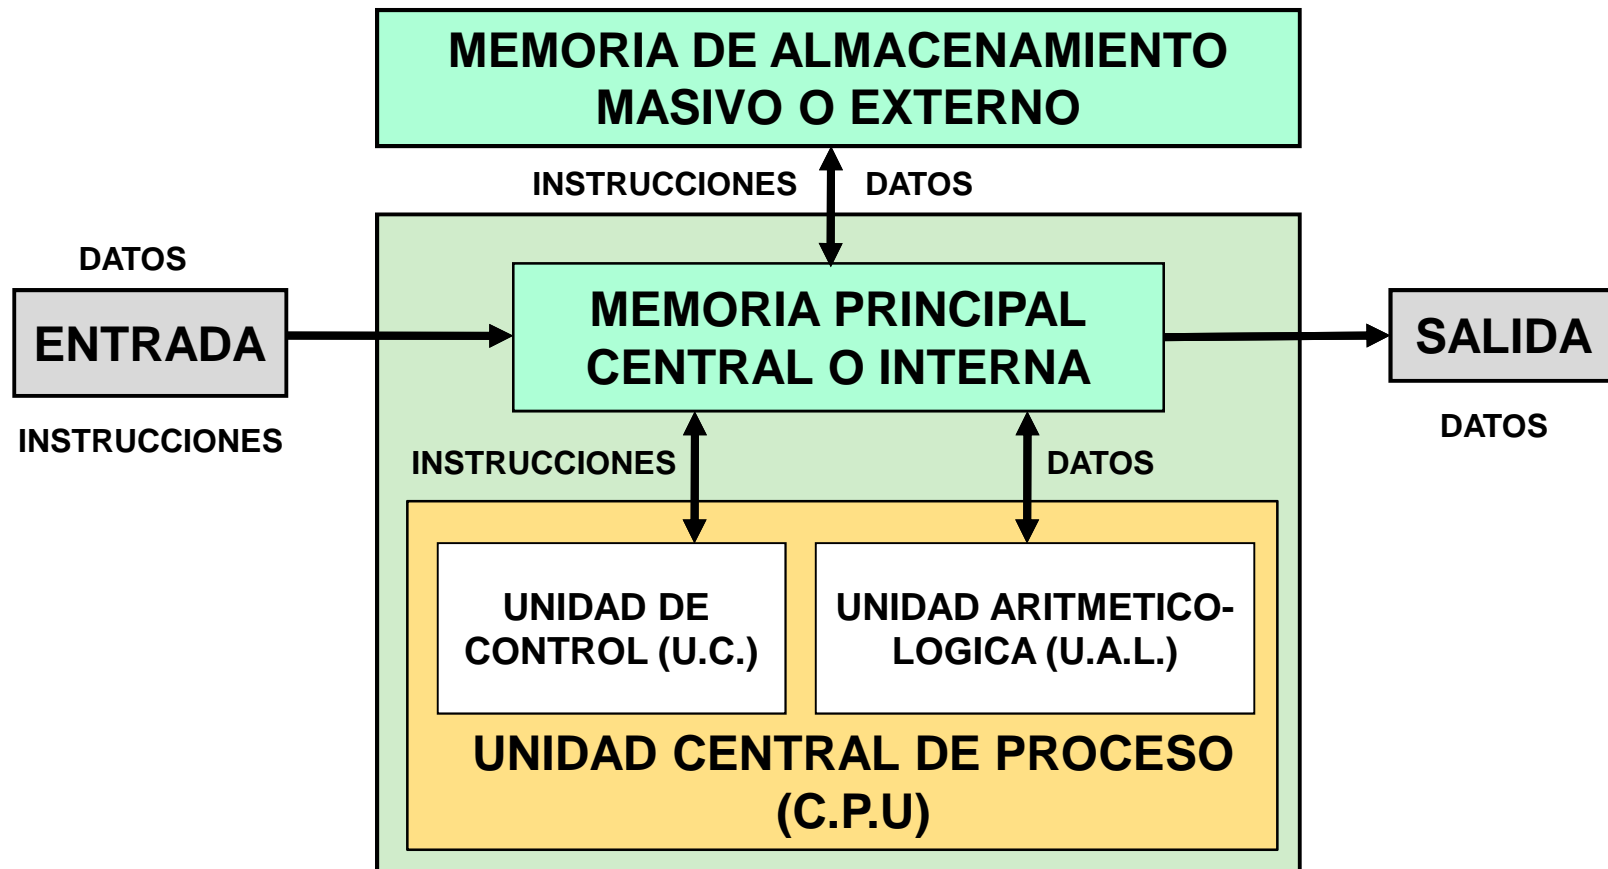 MEMORIA DE ALMACENAMIENTO
MASIVO O EXTERNO
INSTRUCCIONES
DATOS
DATOS
ENTRADA
INSTRUCCIONES
MEMORIA PRINCIPAL
CENTRAL O INTERNA
SALIDA
DATOS
INSTRUCCIONES
DATOS
UNIDAD DE
CONTROL (U.C.)
UNIDAD ARITMETICO-
LOGICA (U.A.L.)
UNIDAD CENTRAL DE PROCESO
(C.P.U)